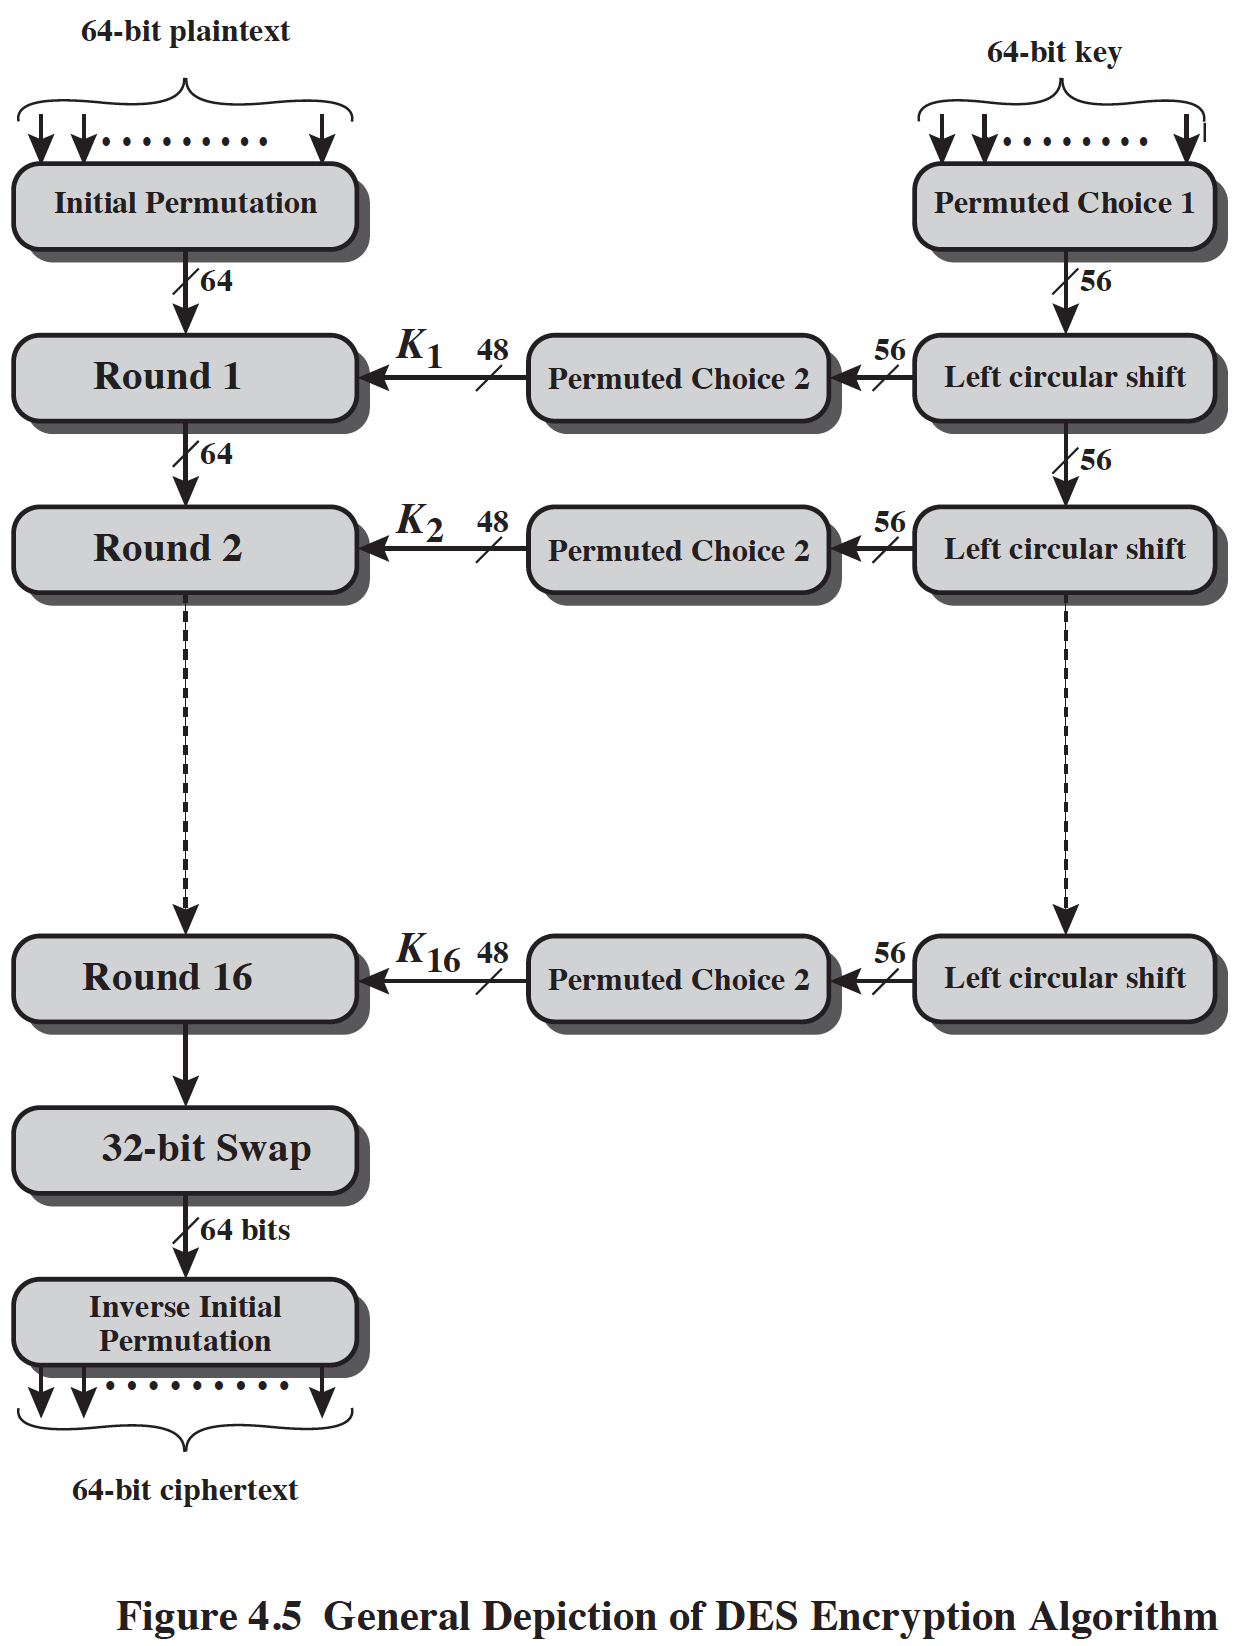 64-bit plaintext
64-bit key
Initial Permutation
Permuted Choice 1
64
56
Round 1
K1
48
Permuted Choice 2
56
Left circular shift
64
56
Round 2
K2
48
Permuted Choice 2
56
Left circular shift
Round 16
K16
48
Permuted Choice 2
56
Left circular shift
32-bit Swap
64 bits
Inverse Initial
Permutation
64-bit ciphertext
Figure 4.5 General Depiction of DES Encryption Algorithm